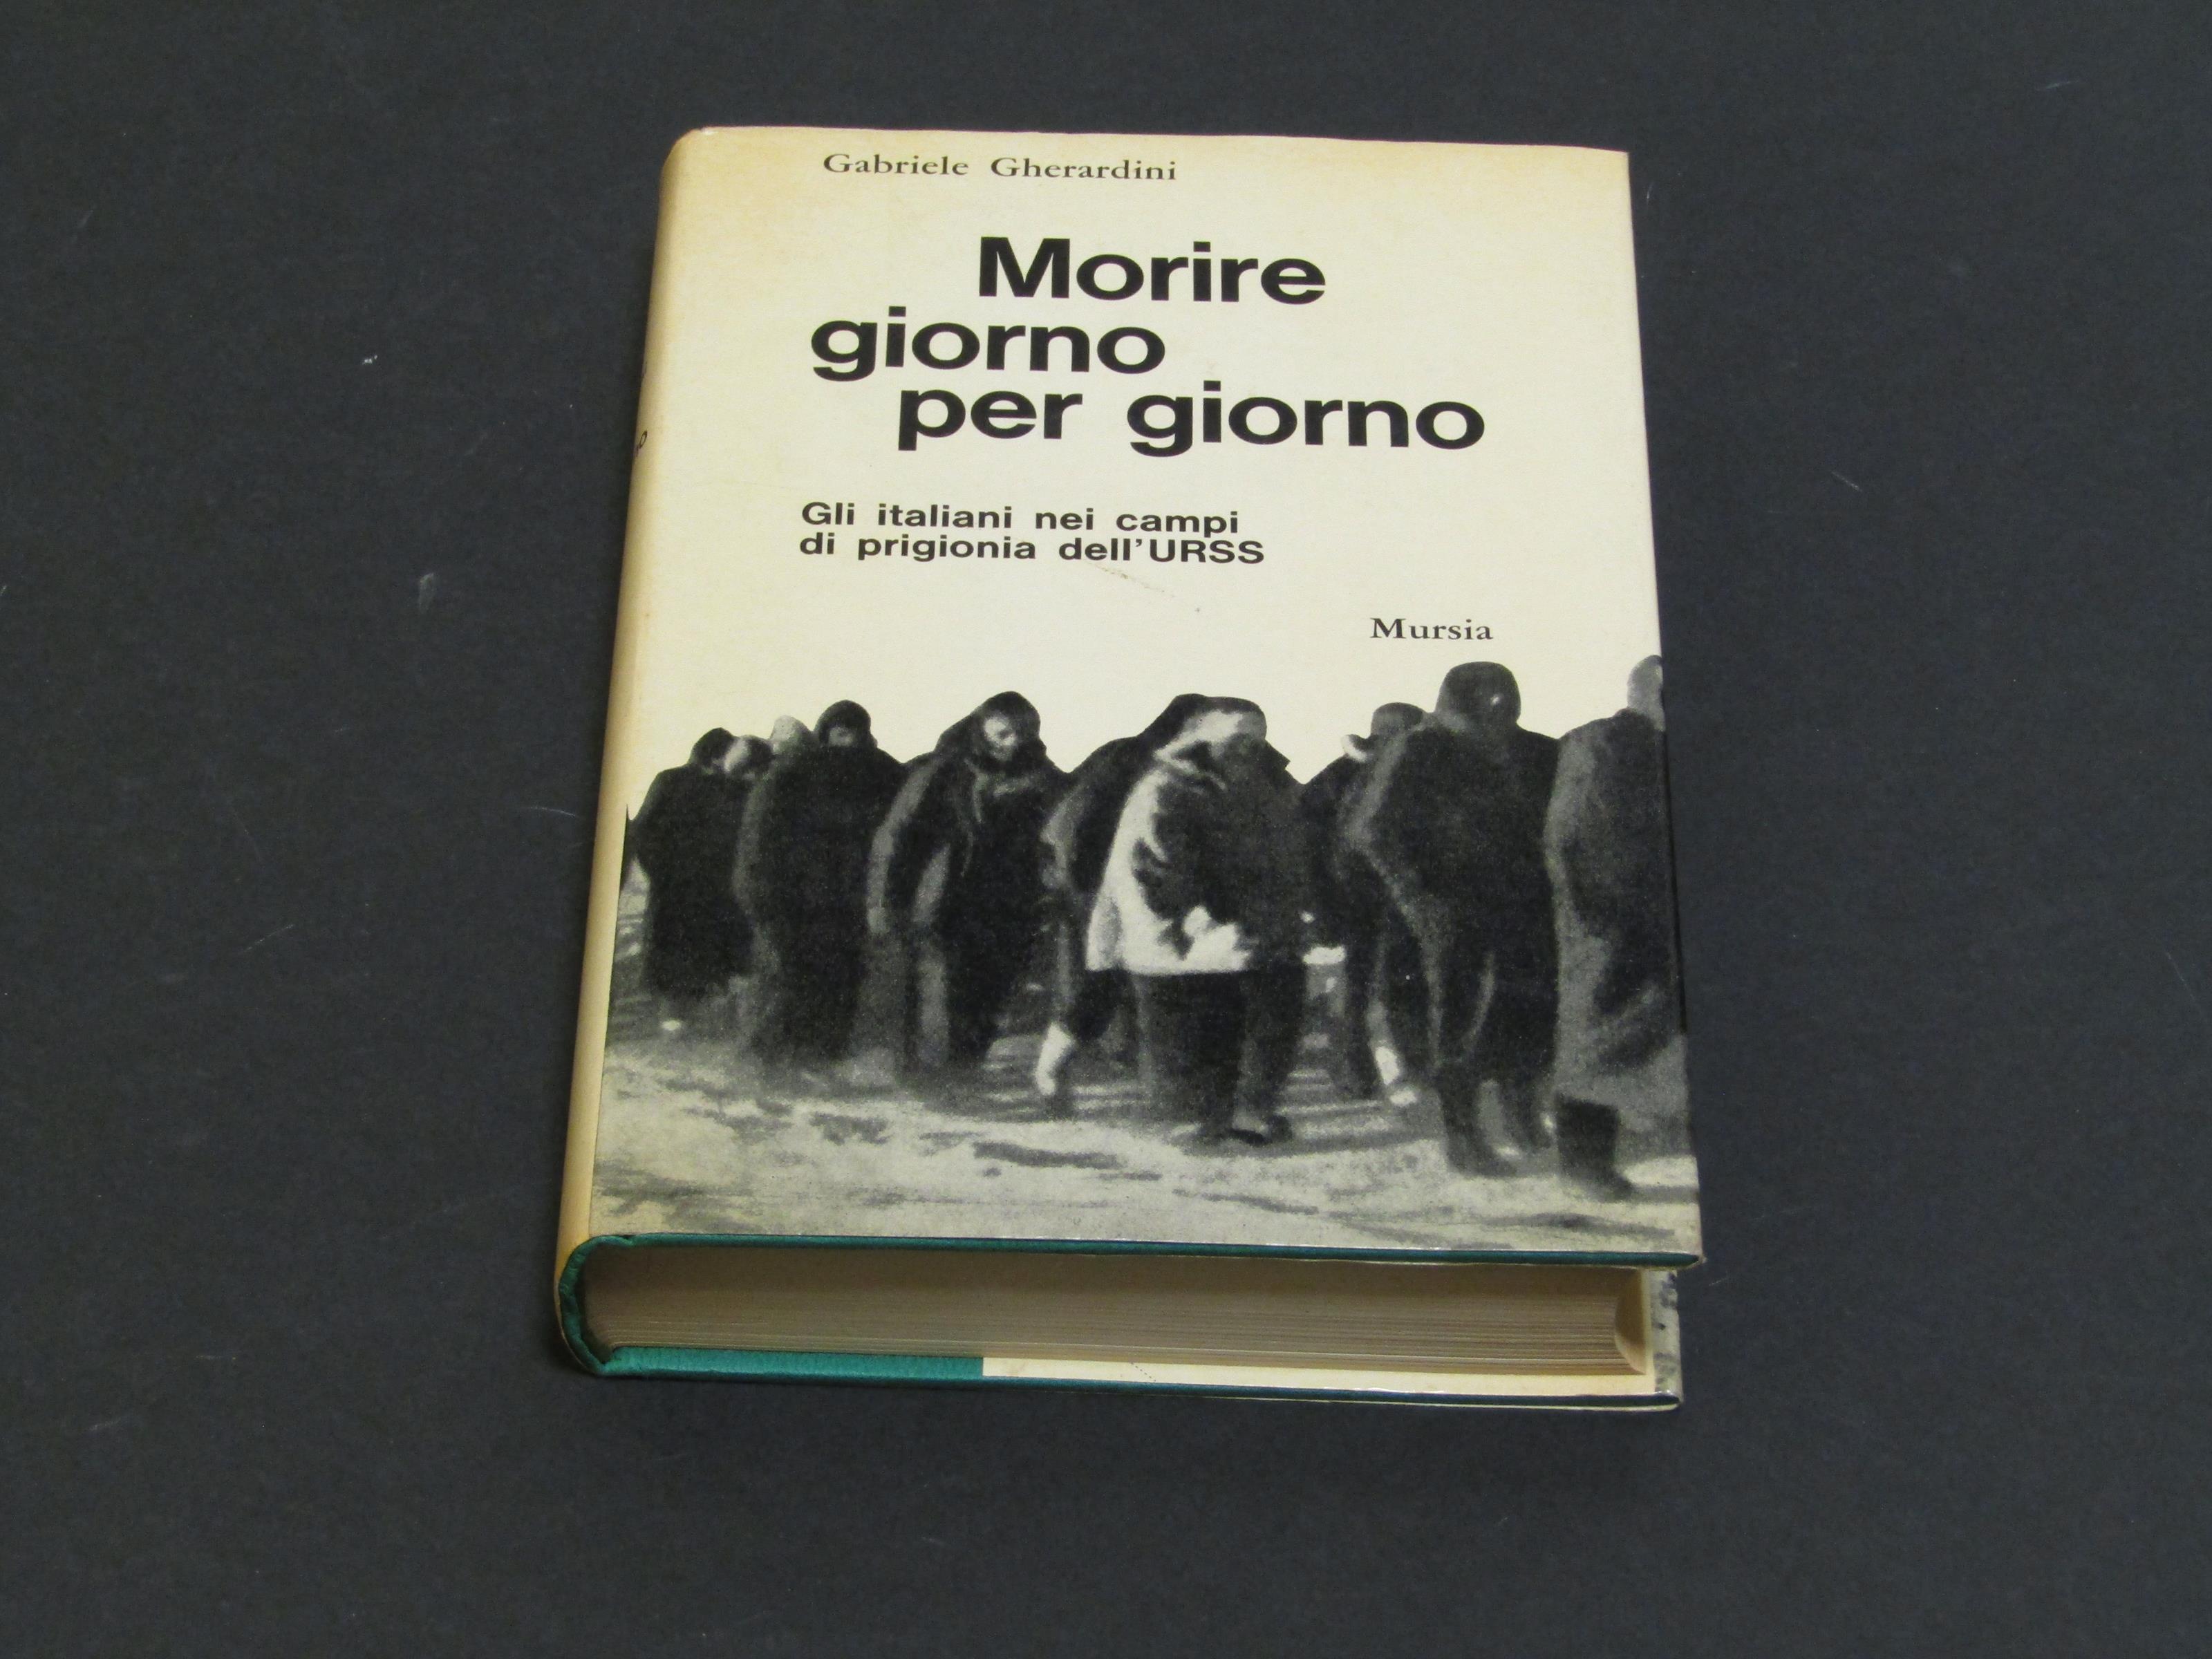 Gabriele Gherardini
Morire
giorno
per giorno
Gli italiani nei campi
di prigionia dell'URSS
Mursia